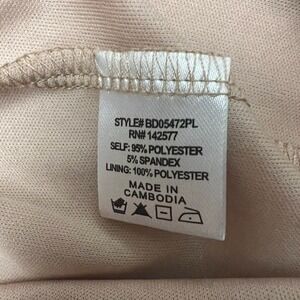 STYLE# BD05472PL
RN# 142577
SELF: 95% POLYESTER
5% SPANDEX
LINING: 100% POLYESTER
MADE IN
CAMBODIA